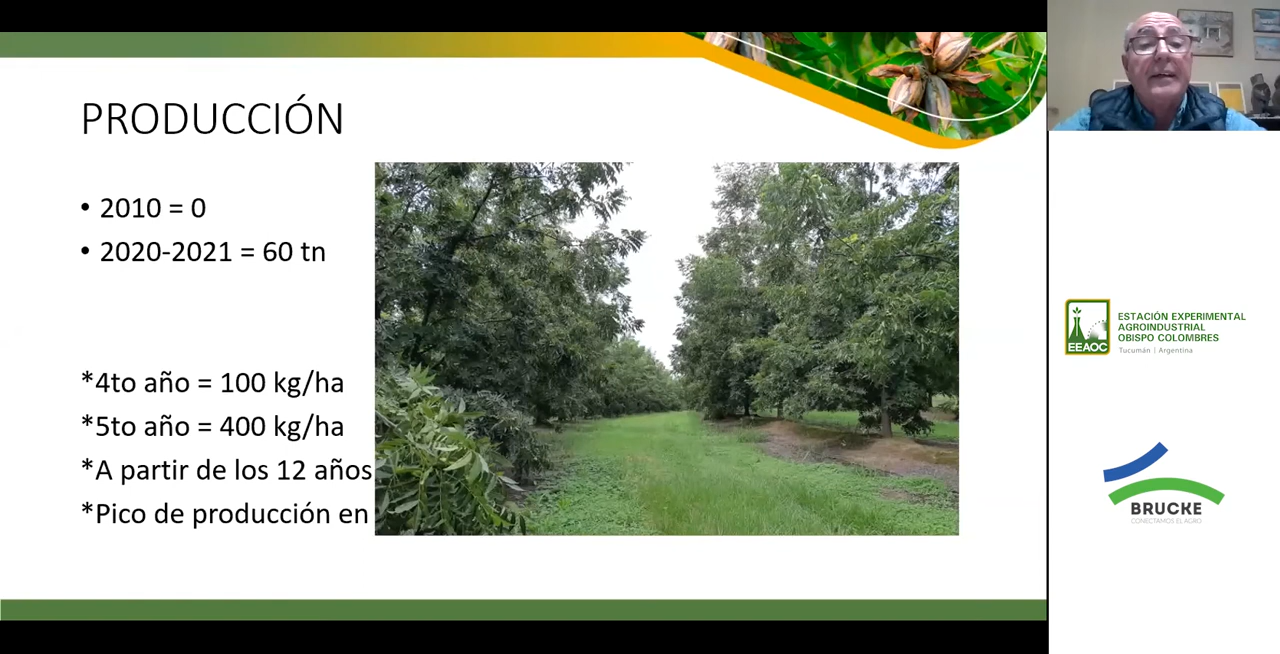 PRODUCCIÓN
• 2010 = 0
• 2020-2021 = 60 tn
*4to año = 100 kg/ha
*5to año = 400 kg/ha
*A partir de los 12 años
*Pico de producción en
EEAOC
ESTACIÓN EXPERIMENTAL
AGROINDUSTRIAL
OBISPO COLOMBRES
Tucumán | Argentina
BRUCKE
CONECTAMOS EL AGRO